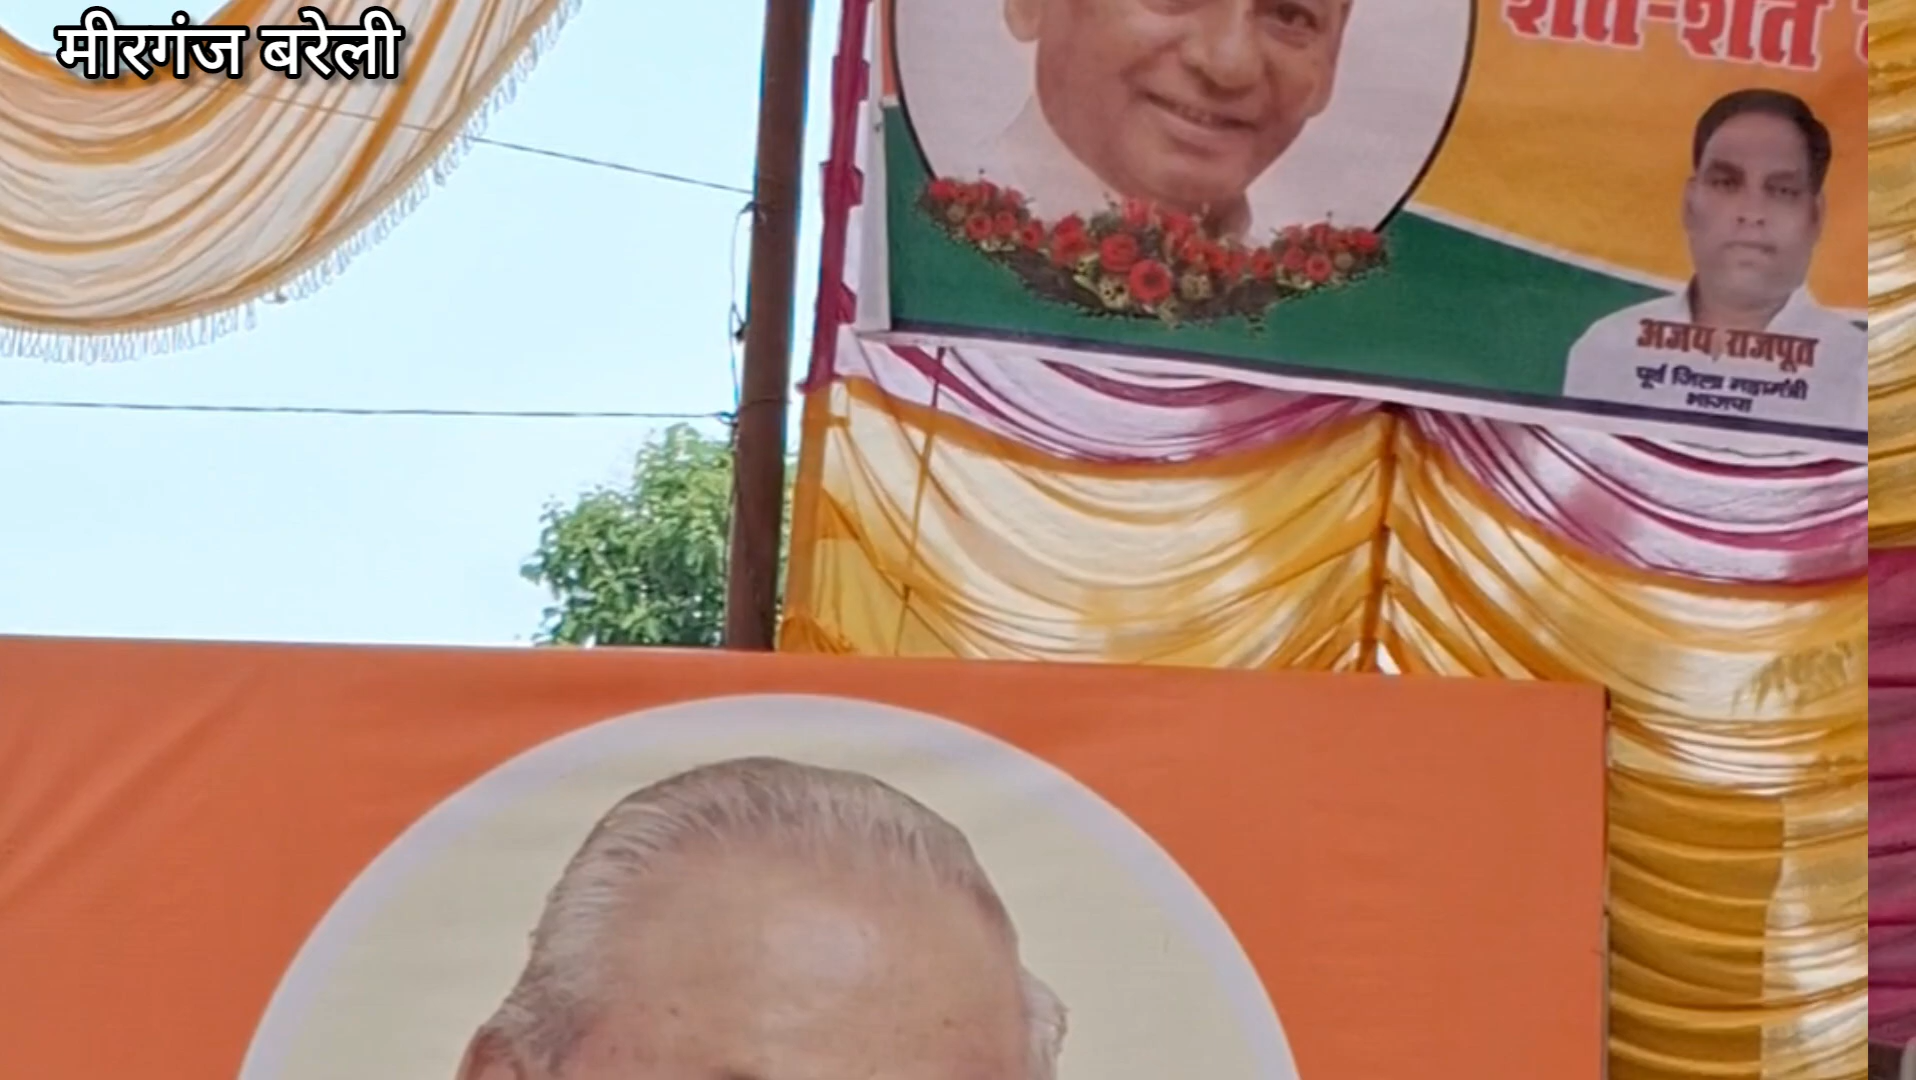 मीरगंज बरेली
शत-शत
अजय राजपूत
पूर्व जिला महामंत्री
भाजपा